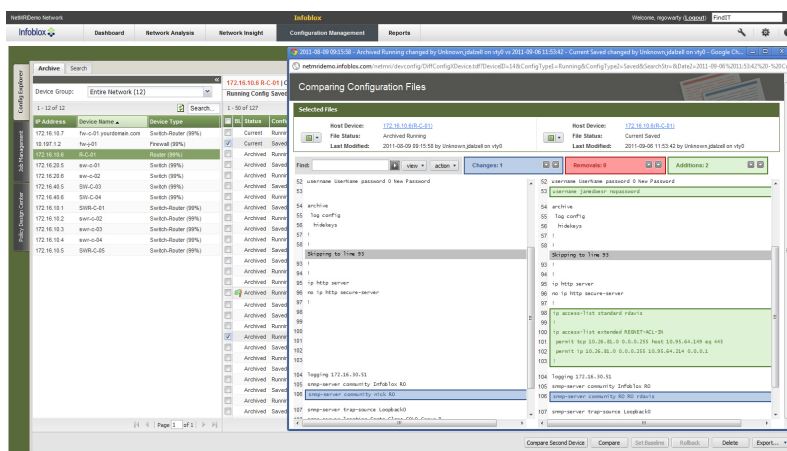 NetMRIDemo Network
Infoblox
Welcome, mgowarty (Logout)
FindIT
Infoblox
Dashboard
Network Analysis
Network Insight
Configuration Management
Reports
Config Explorer
Job Management
Policy Design Center
Archive
Search
Device Group:
Entire Network (12)
1 - 12 of 12
Search...
IP Address
Device Name
Device Type
172.16.10.7 fw-c-01.yourdomain.com Switch-Router (99%)
10.197.1.2 fw-j-01 Firewall (99%)
172.16.10.6 R-C-01 Router (99%)
172.16.20.5 sw-c-01 Switch (99%)
172.16.20.6 sw-c-02 Switch (99%)
172.16.40.5 SW-C-03 Switch (99%)
172.16.40.6 SW-C-04 Switch (99%)
172.16.10.1 SWR-C-01 Switch-Router (99%)
172.16.10.2 swr-c-02 Switch-Router (99%)
172.16.10.3 swr-c-03 Switch-Router (99%)
172.16.10.4 swr-c-04 Switch-Router (99%)
172.16.10.5 SWR-C-05 Switch-Router (99%)
Page 1 of 1
172.16.10.6 R-C-01 | C
Running Config Saved
1 - 50 of 127
BL Status Confi
Current Runnin
Current Saved
Archived Runnin
Archived Saved
2011-08-09 09:15:58 - Archived Running changed by Unknown,jdalzell on vty0 vs 2011-09-06 11:53:42 - Current Saved changed by Unknown,jdalzell on vty0 - Google Ch...
netmridemo.infoblox.com/netmri/devconfig/DiffConfigXDevice.tdf?DeviceID=14&ConfigType1=Running&ConfigType2=Saved&SearchStr=&Date2=2011-09-06%2011:53:42%20-%20C
Comparing Configuration Files
Selected Files
Host Device: 172.16.10.6(R-C-01)
File Status: Archived Running
Last Modified: 2011-08-09 09:15:58 by Unknown,jdalzell on vty0
Host Device: 172.16.10.6(R-C-01)
File Status: Current Saved
Last Modified: 2011-09-06 11:53:42 by Unknown,jdalzell on vty0
Find:
view
action
Changes: 1
Removals: 0
Additions: 2
52 username UserName password 0 New Password
53
54 archive
55 log config
56 hidekeys
57 !
58 !
Skipping to line 93
93 !
94 !
95 ip http server
96 no ip http secure-server
97 !
98
99
100
101
102
103
104 logging 172.16.30.51
105 snmp-server community Infoblox RO
106 snmp-server community nick RO
107 snmp-server trap-source Loopback0
52 username UserName password 0 New Password
53 username janedoesr nopassword
54 archive
55 log config
56 hidekeys
57 !
58 !
Skipping to line 93
93 !
94 !
95 ip http server
96 no ip http secure-server
97 !
98 ip access-list standard rdavis
99 !
100 ip access-list extended REGNET-ACL-IN
101 permit tcp 10.26.81.0 0.0.0.255 host 10.95.64.149 eq 445
102 permit ip 10.26.81.0 0.0.0.255 10.95.64.214 0.0.0.1
103 !
104 logging 172.16.30.51
105 snmp-server community Infoblox RO
106 snmp-server community RO RO rdavis
107 snmp-server trap-source Loopback0
Compare Second Device
Compare
Set Baseline
Rollback
Delete
Export...